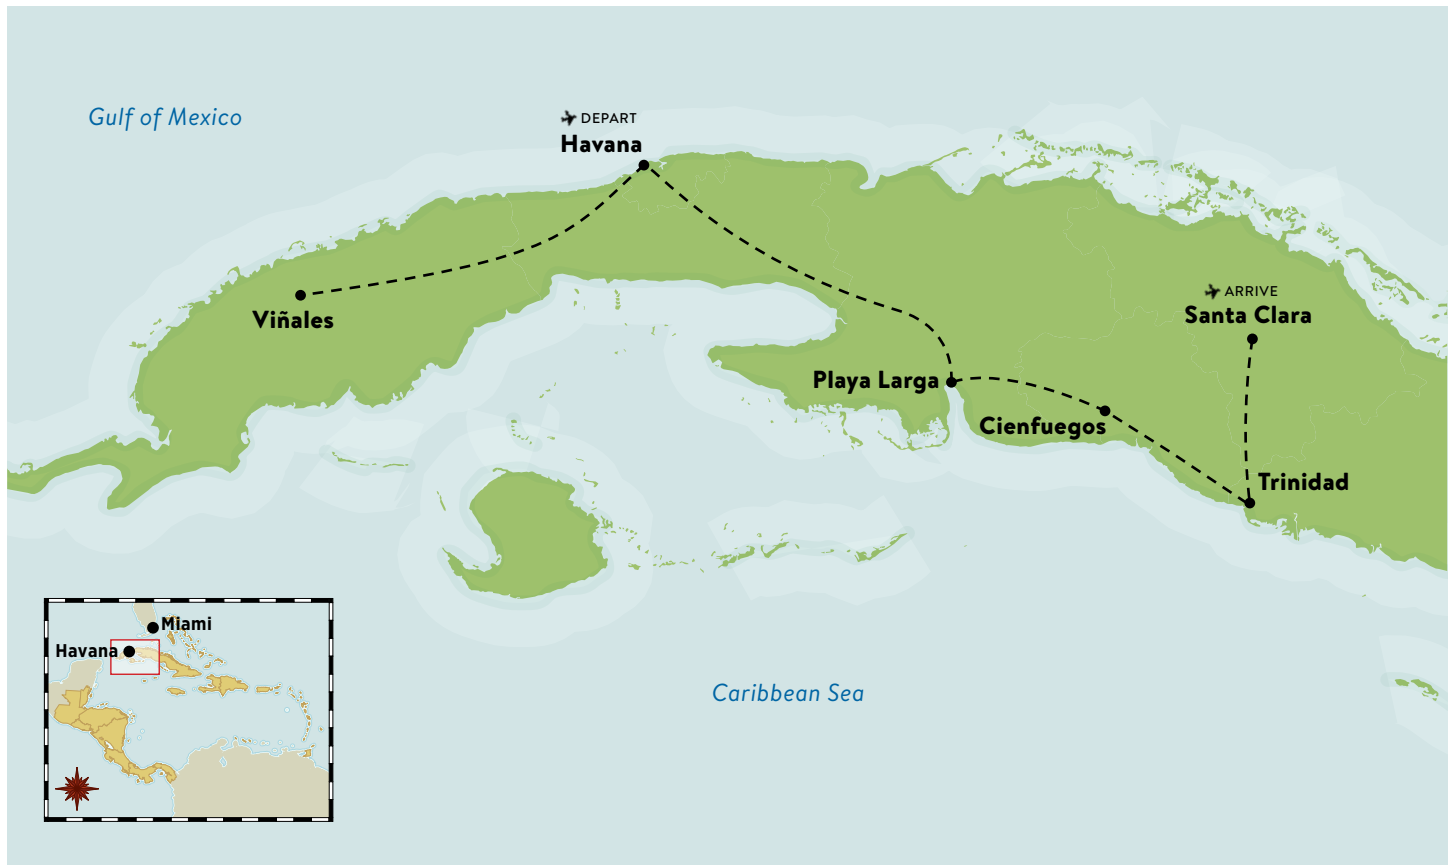 Gulf of Mexico
DEPART
Havana
Viñales
ARRIVE
Santa Clara
Playa Larga
Cienfuegos
Trinidad
Miami
Havana
Caribbean Sea